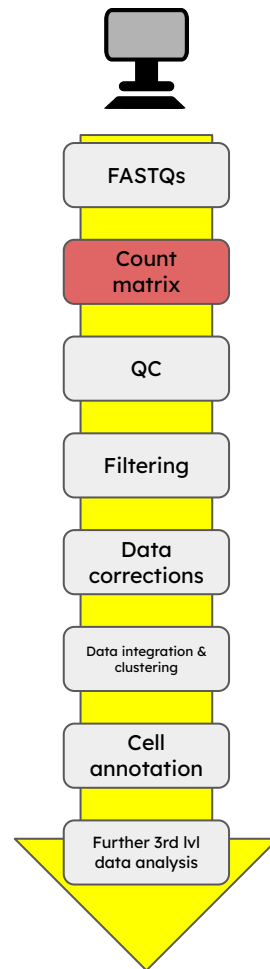 FASTQs
Count
matrix
QC
Filtering
Data
corrections
Data integration &
clustering
Cell
annotation
Further 3rd lvl
data analysis